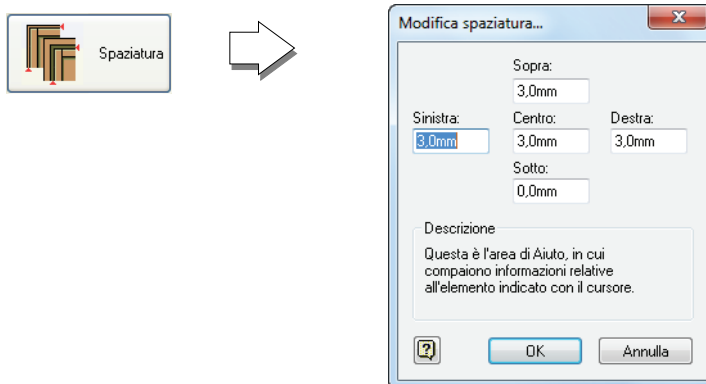 Spaziatura
Modifica spaziatura...
Sopra:
3,0mm
Sinistra: Centro: Destra:
3,0mm 3,0mm 3,0mm
Sotto:
0,0mm
Descrizione
Questa è l'area di Aiuto, in cui
compaiono informazioni relative
all'elemento indicato con il cursore.
? OK Annulla